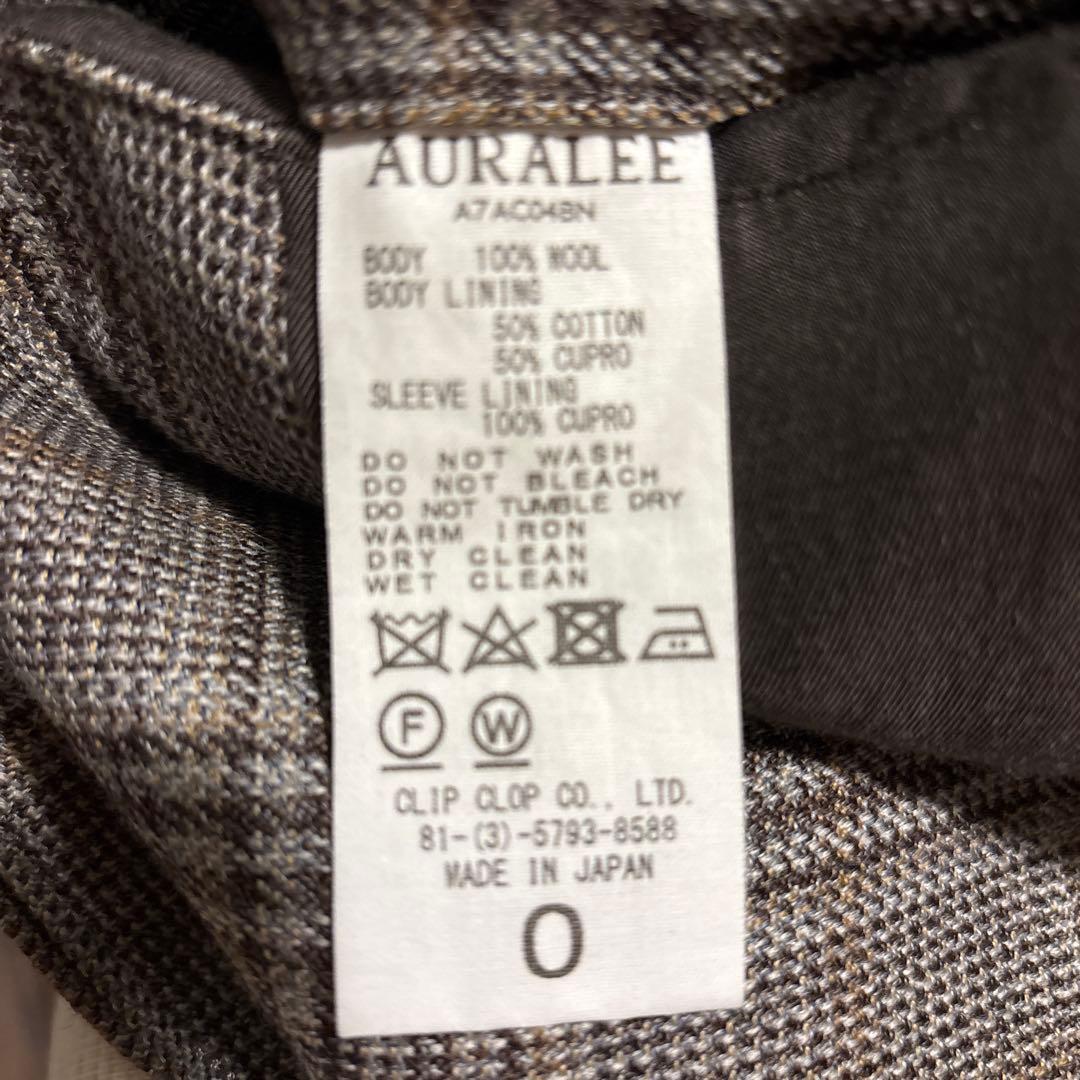 AURALEE
A7AC04BN
BODY 100% WOOL
BODY LINING
50% COTTON
50% CUPRO
SLEEVE LINING
100% CUPRO
DO NOT WASH
DO NOT BLEACH
DO NOT TUMBLE DRY
WARM IRON
DRY CLEAN
WET CLEAN
F W
CLIP CLOP CO., LTD.
81-(3)-5793-8588
MADE IN JAPAN
0